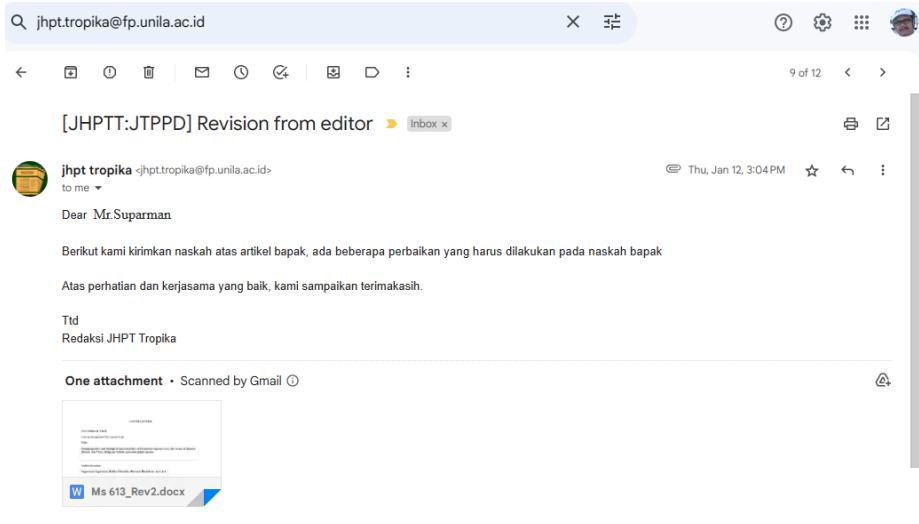 jhpt.tropika@fp.unila.ac.id
9 of 12
[JHPTT:JTPPD] Revision from editor
Inbox ×
jhpt tropika <jhpt.tropika@fp.unila.ac.id>
Thu, Jan 12, 3:04 PM
to me
Dear Mr.Suparman
Berikut kami kirimkan naskah atas artikel bapak, ada beberapa perbaikan yang harus dilakukan pada naskah bapak
Atas perhatian dan kerjasama yang baik, kami sampaikan terimakasih.
Ttd
Redaksi JHPT Tropika
One attachment • Scanned by Gmail
W Ms 613_Rev2.docx